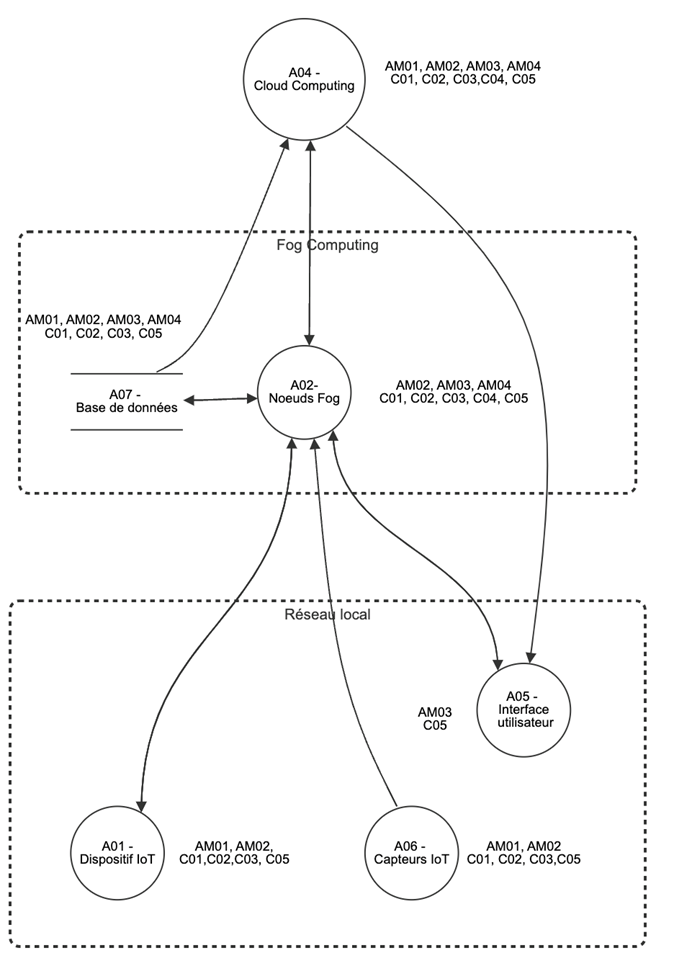 A04 -
Cloud Computing
AM01, AM02, AM03, AM04
C01, C02, C03,C04, C05
Fog Computing
AM01, AM02, AM03, AM04
C01, C02, C03, C05
A07 -
Base de données
A02-
Noeuds Fog
AM02, AM03, AM04
C01, C02, C03, C04, C05
Réseau local
A05 -
Interface
utilisateur
AM03
C05
A01 -
Dispositif IoT
AM01, AM02,
C01,C02,C03, C05
A06 -
Capteurs IoT
AM01, AM02
C01, C02, C03,C05